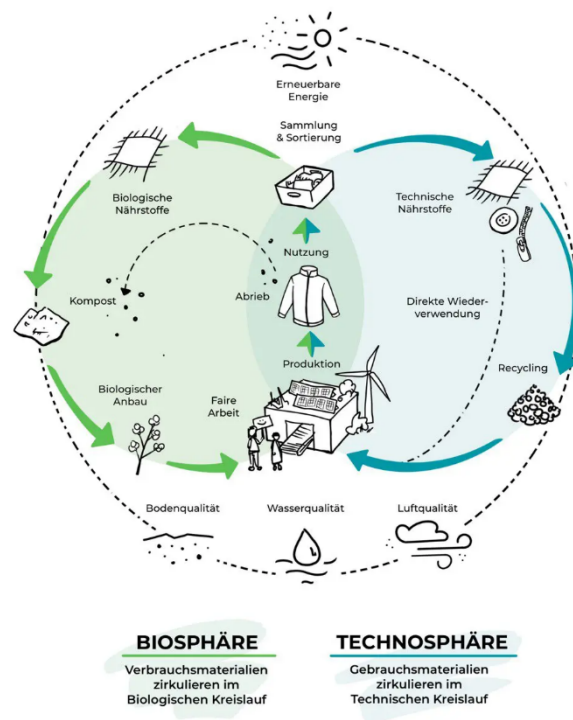 Erneuerbare
Energie
Sammlung
& Sortierung
Biologische
Nährstoffe
Technische
Nährstoffe
Nutzung
Kompost
Abrieb
Direkte Wieder-
verwendung
Produktion
Recycling
Biologischer
Anbau
Faire
Arbeit
Bodenqualität
Wasserqualität
Luftqualität
BIOSPHÄRE
Verbrauchsmaterialien
zirkulieren im
Biologischen Kreislauf
TECHNOSPHÄRE
Gebrauchsmaterialien
zirkulieren im
Technischen Kreislauf